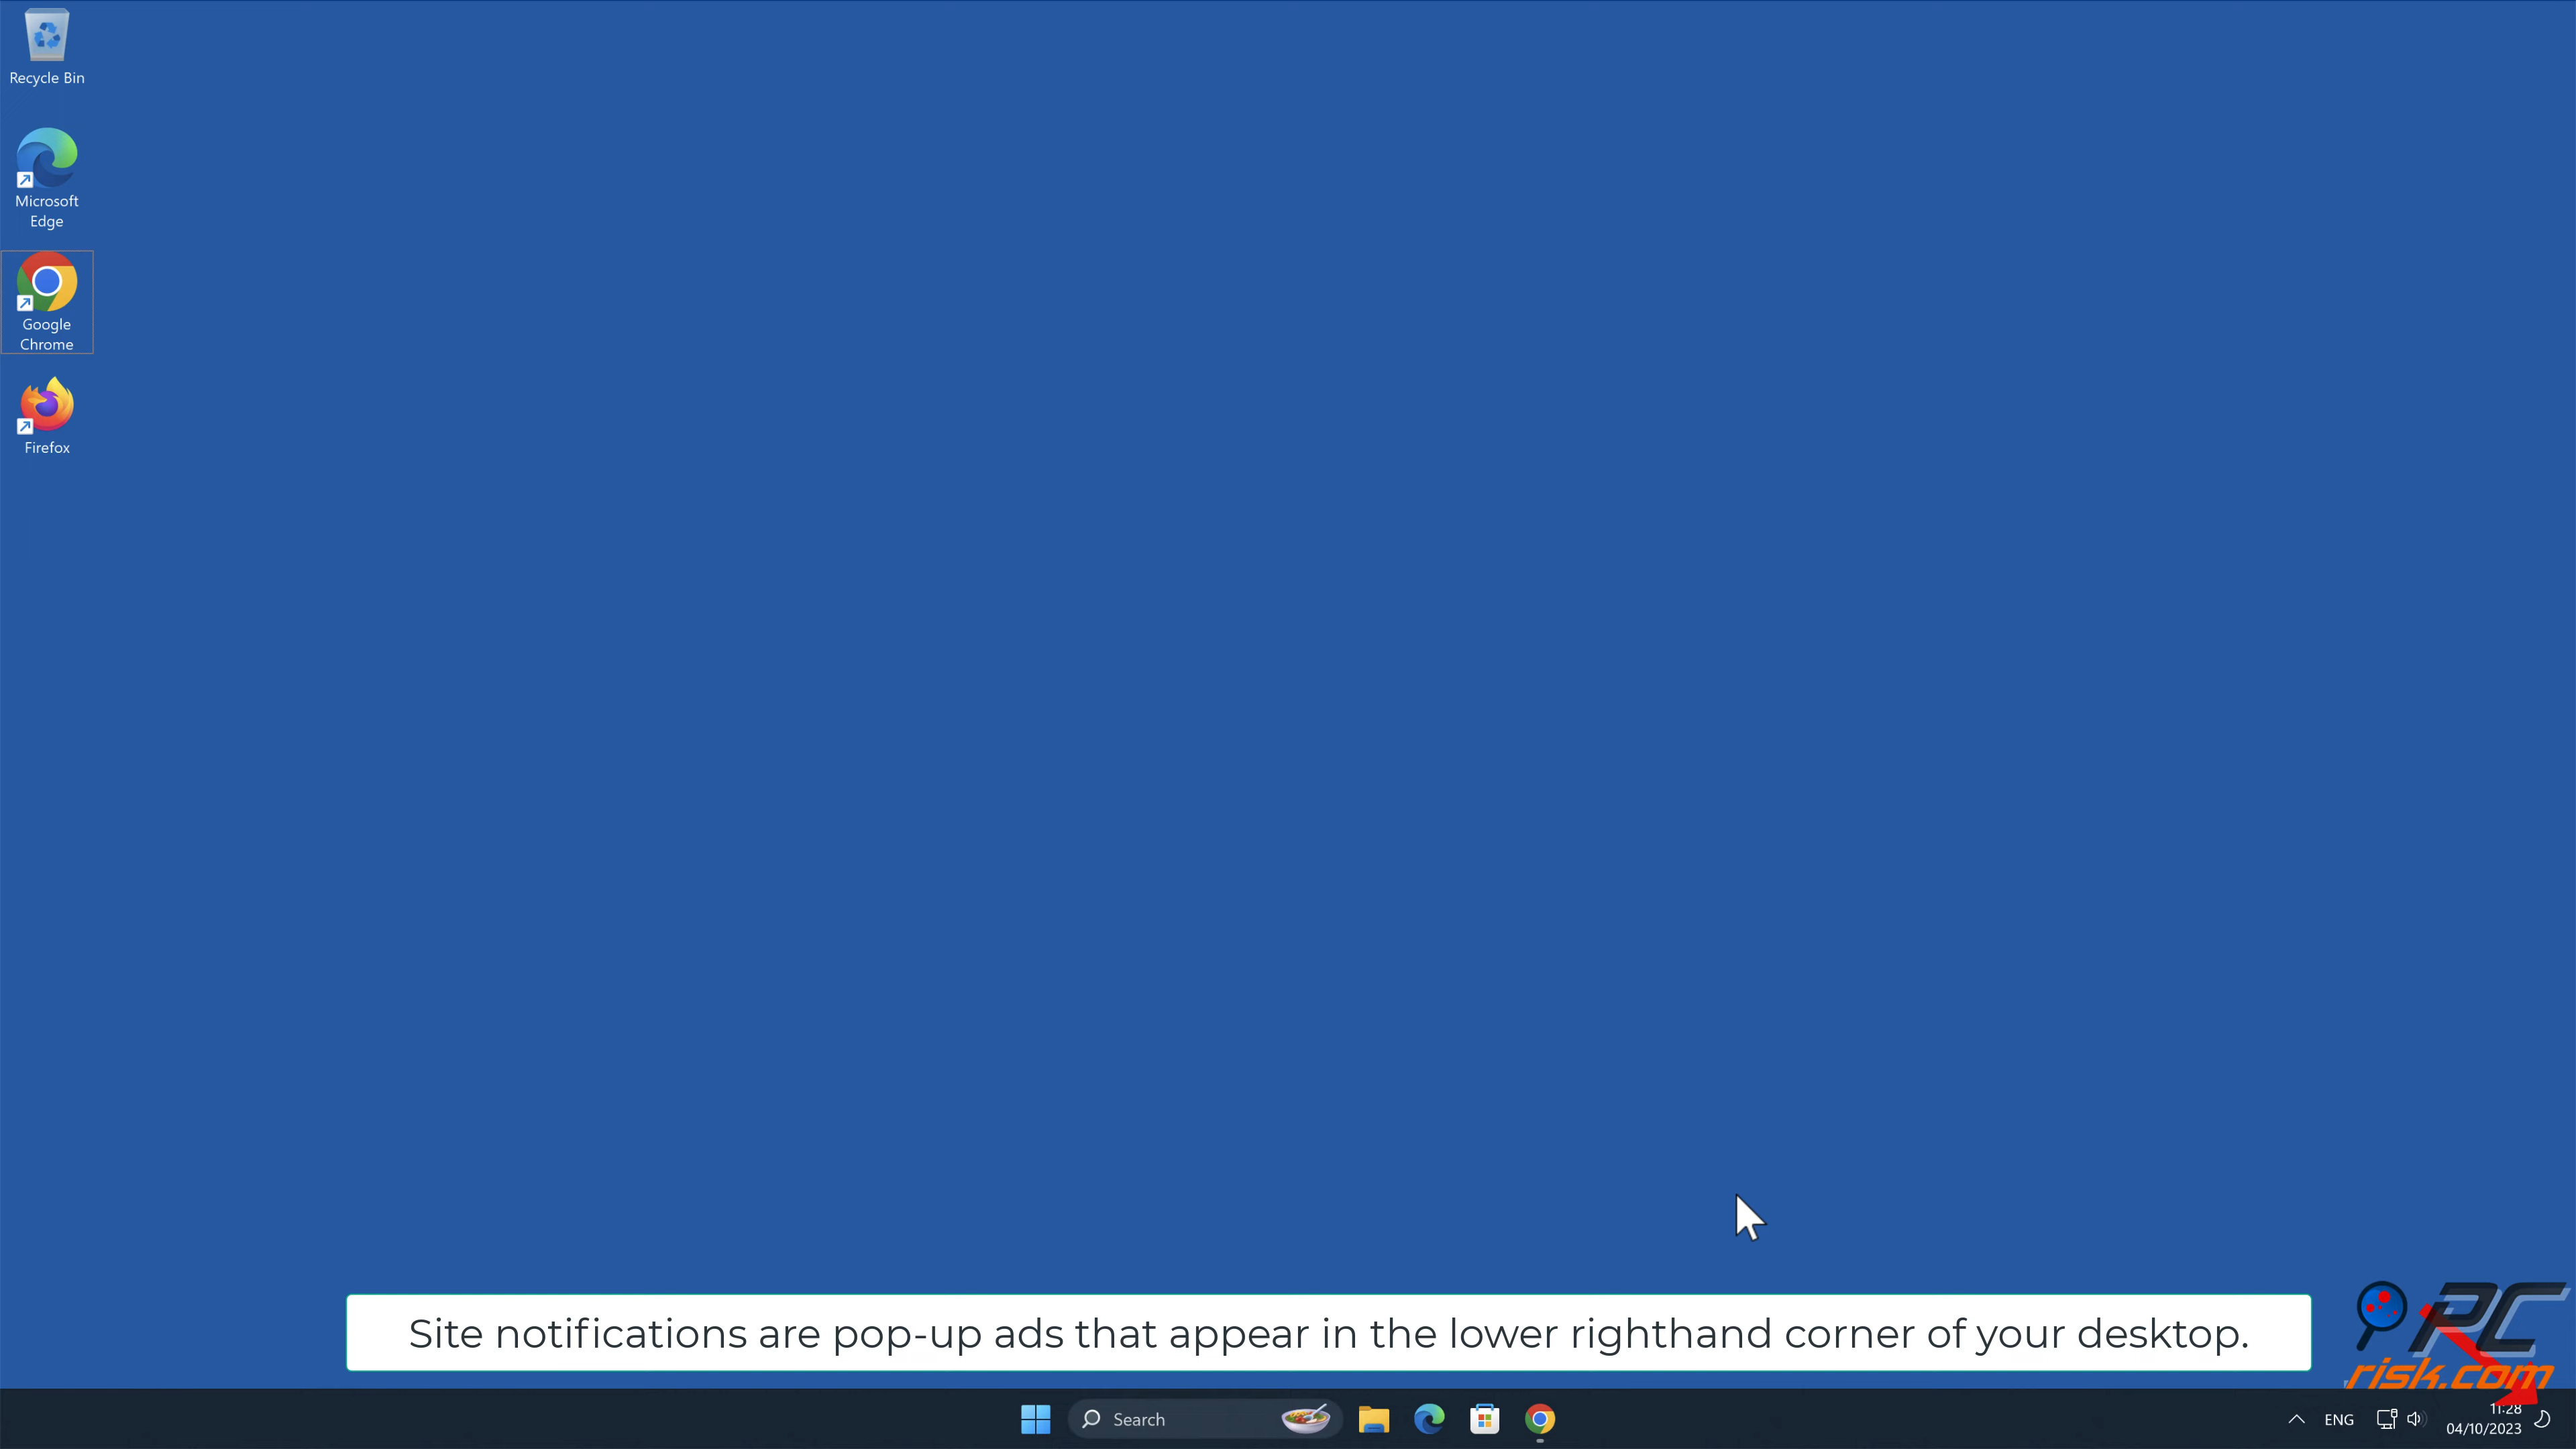 Recycle Bin
Microsoft
Edge
Google
Chrome
Firefox
Site notifications are pop-up ads that appear in the lower righthand corner of your desktop.
PC
risk.com
Search
ENG
11:28
04/10/2023